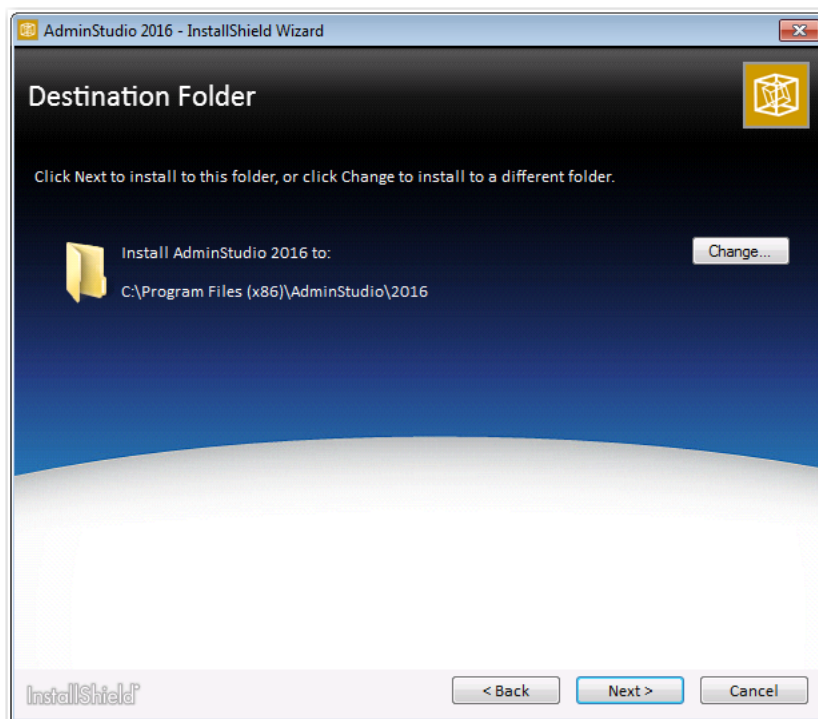 AdminStudio 2016 - InstallShield Wizard
Destination Folder
Click Next to install to this folder, or click Change to install to a different folder.
Install AdminStudio 2016 to:
Change...
C:\Program Files (x86)\AdminStudio\2016
InstallShield
< Back
Next >
Cancel